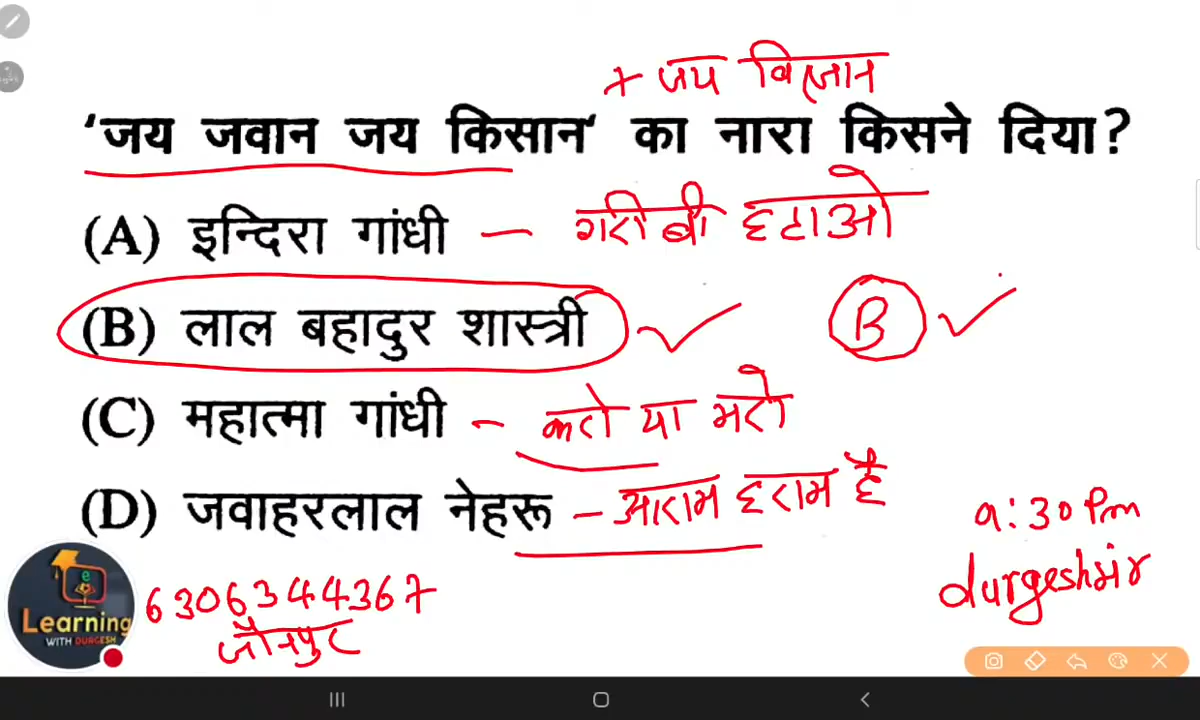 + जय विज्ञान
'जय जवान जय किसान' का नारा किसने दिया?
(A) इन्दिरा गांधी – गरीबी हटाओ
(B) लाल बहादुर शास्त्री
B
(C) महात्मा गांधी – करो या मरो
(D) जवाहरलाल नेहरू – आराम हराम है
9:30 Pm
durgeshसिर
e
Learning
WITH DURGESH
6306344367
जौनपुर